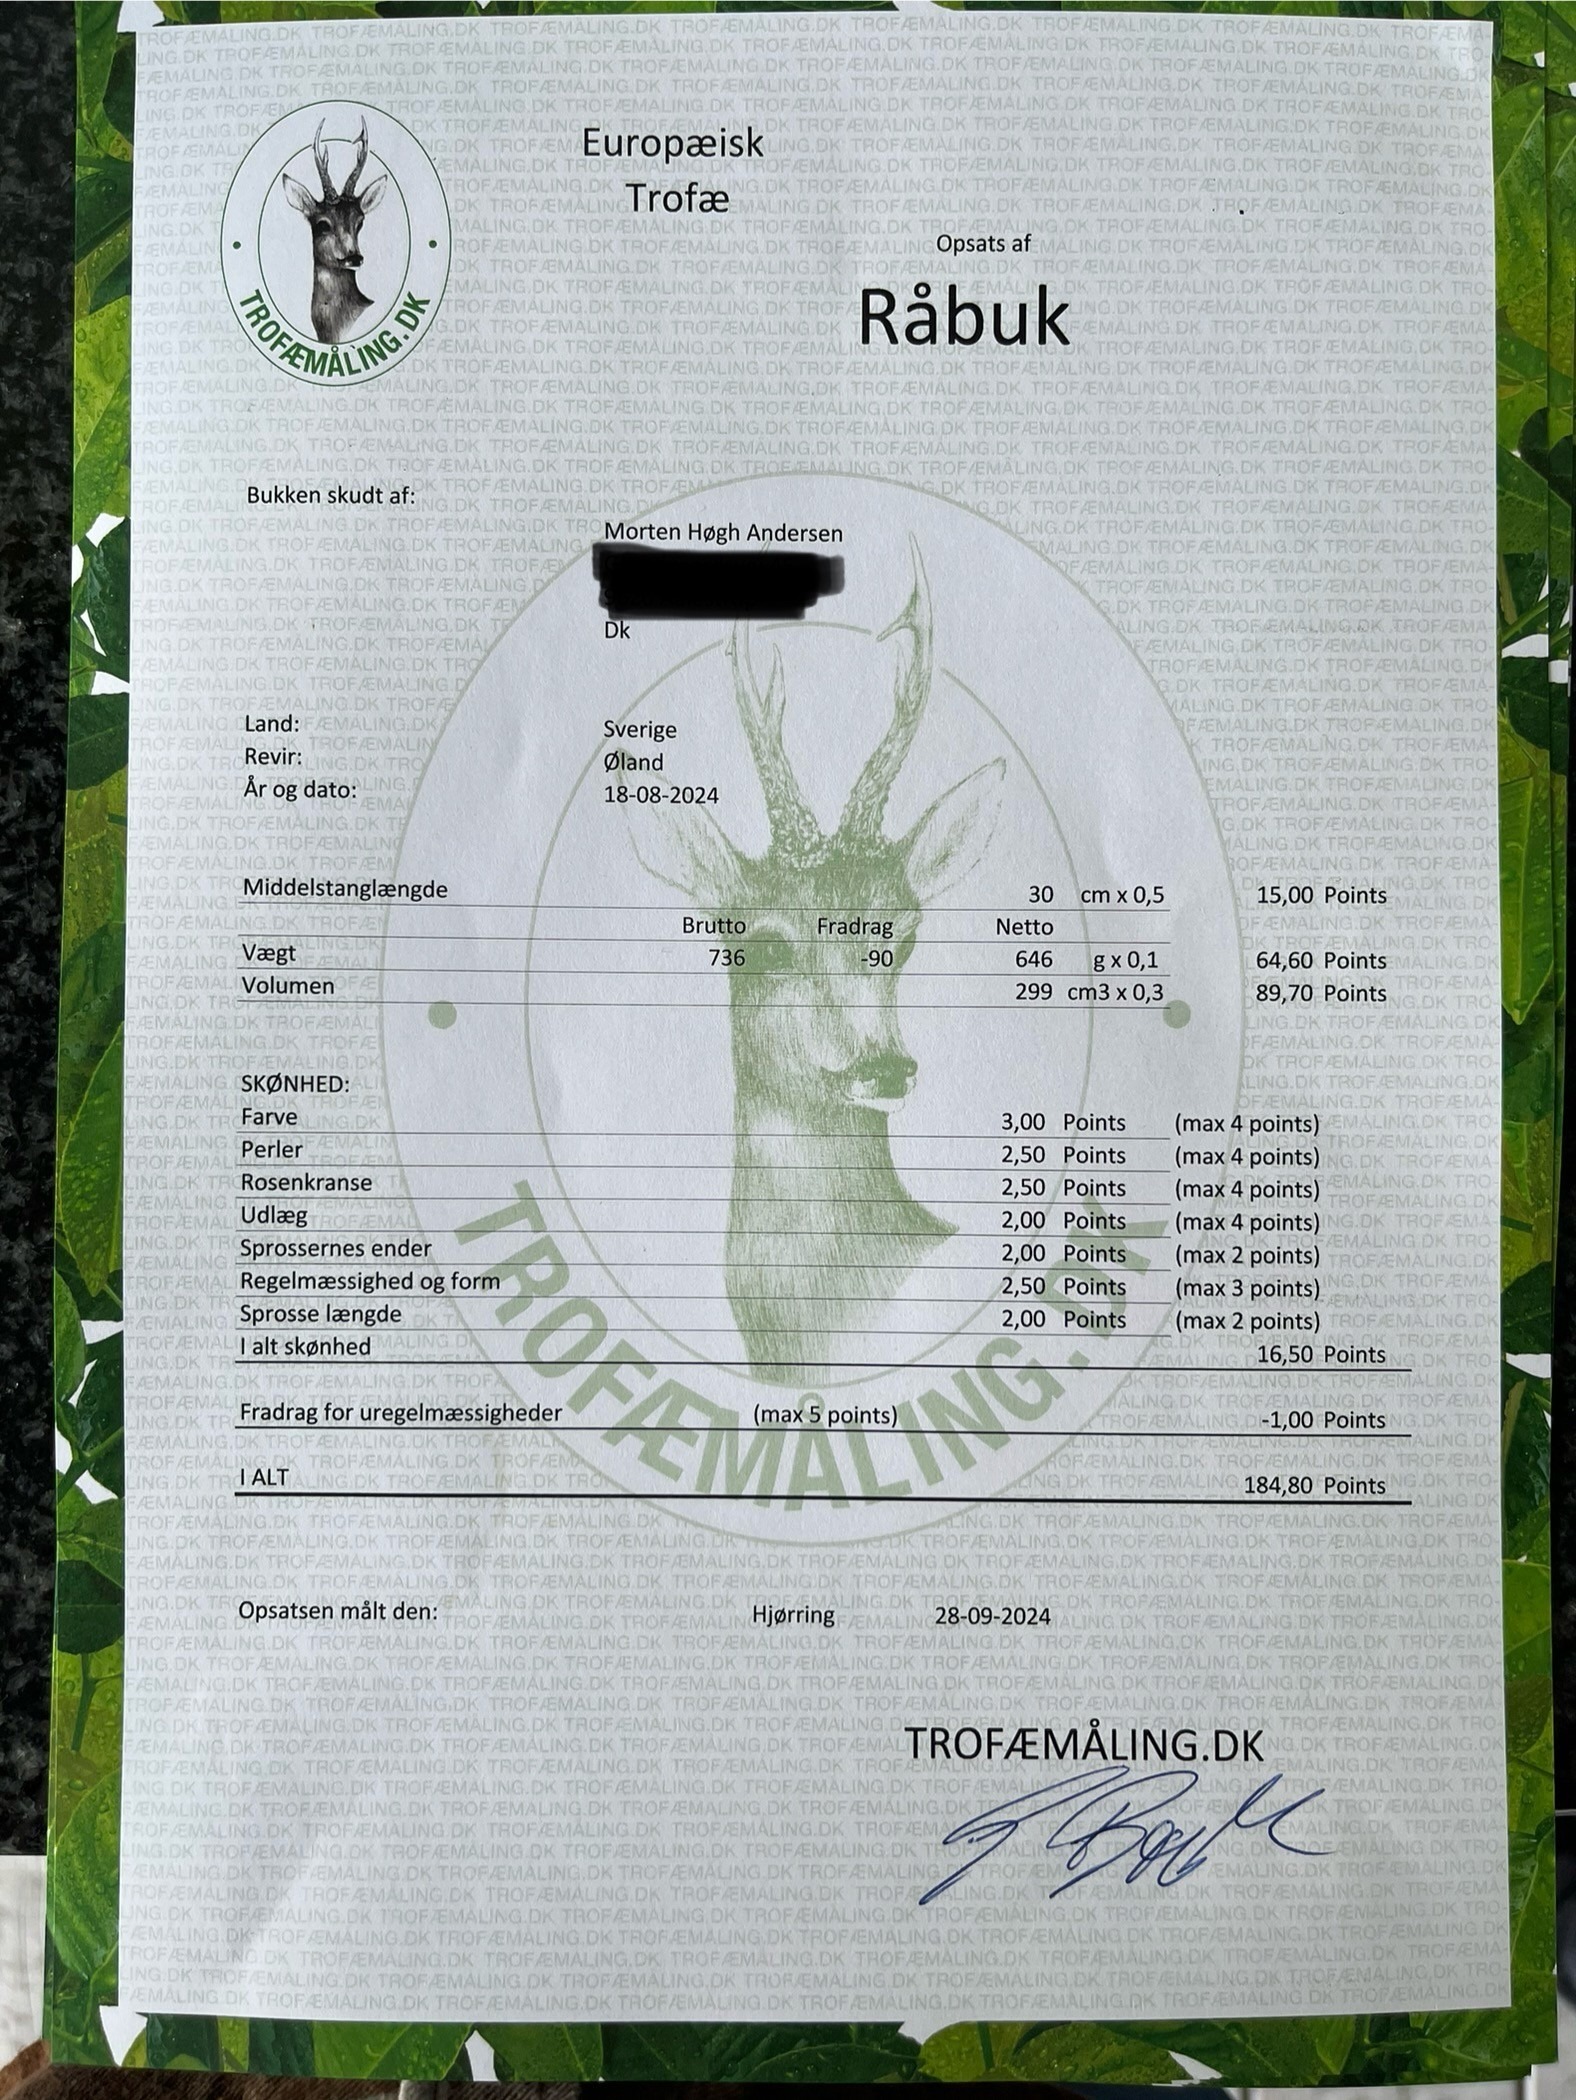 TROFÆMÅLING.DK
Europæisk
Trofæ
Opsats af
Råbuk
Bukken skudt af:
Morten Høgh Andersen
Dk
Land: Sverige
Revir: Øland
År og dato: 18-08-2024
Middelstanglængde 30 cm x 0,5 15,00 Points
Brutto Fradrag Netto
Vægt 736 -90 646 g x 0,1 64,60 Points
Volumen 299 cm3 x 0,3 89,70 Points
SKØNHED:
Farve 3,00 Points (max 4 points)
Perler 2,50 Points (max 4 points)
Rosenkranse 2,50 Points (max 4 points)
Udlæg 2,00 Points (max 4 points)
Sprossernes ender 2,00 Points (max 2 points)
Regelmæssighed og form 2,50 Points (max 3 points)
Sprosse længde 2,00 Points (max 2 points)
I alt skønhed 16,50 Points
Fradrag for uregelmæssigheder (max 5 points) -1,00 Points
I ALT 184,80 Points
TROFÆMÅLING.DK
Opsatsen målt den: Hjørring 28-09-2024
TROFÆMÅLING.DK